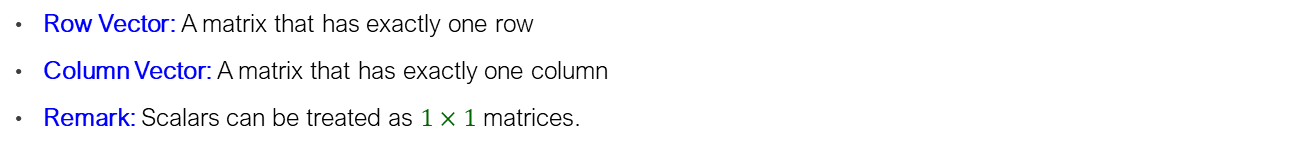 • Row Vector: A matrix that has exactly one row
• Column Vector: A matrix that has exactly one column
• Remark: Scalars can be treated as 1 × 1 matrices.